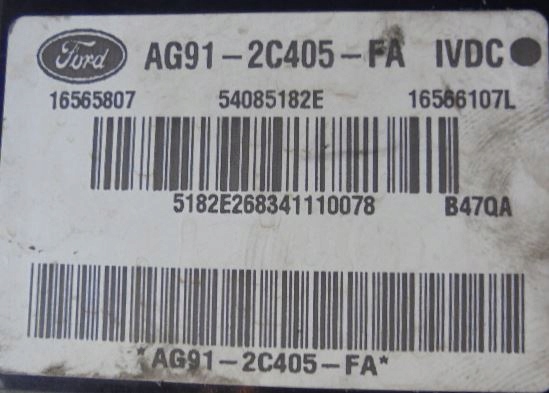 Ford AG91-2C405-FA IVDC
16565807 54085182E 16566107L
5182E268341110078 B47QA
*AG91-2C405-FA*